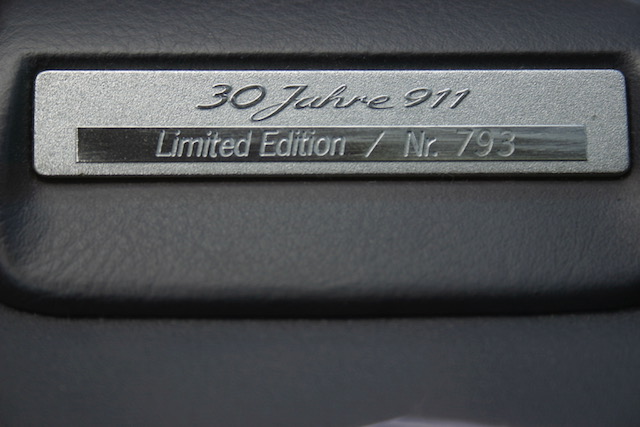 30 Jahre 911
Limited Edition / Nr. 793